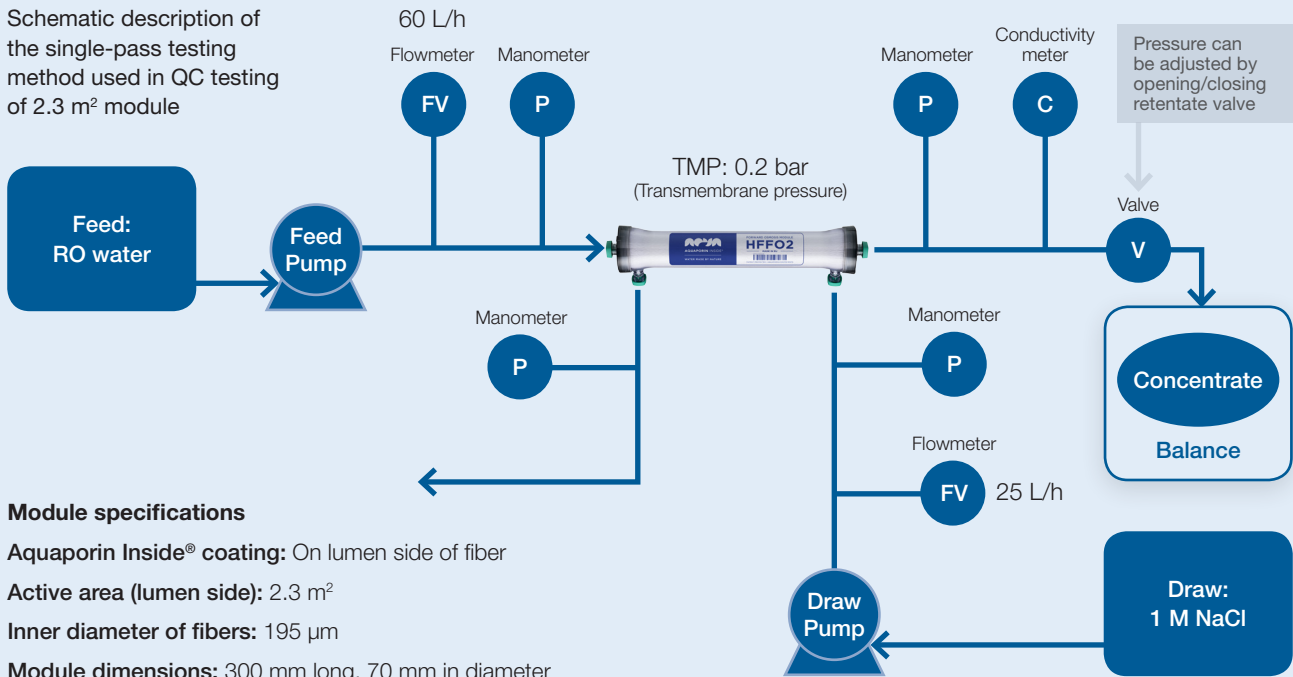 Schematic description of
the single-pass testing
method used in QC testing
of 2.3 m² module
60 L/h
Flowmeter
FV
Manometer
P
Manometer
P
Conductivity
meter
C
Pressure can
be adjusted by
opening/closing
retentate valve
TMP: 0.2 bar
(Transmembrane pressure)
Valve
V
Feed:
RO water
Feed
Pump
HFFO2
Manometer
P
Manometer
P
Concentrate
Balance
Flowmeter
FV
25 L/h
Draw
Pump
Draw:
1 M NaCl
Module specifications
Aquaporin Inside® coating: On lumen side of fiber
Active area (lumen side): 2.3 m²
Inner diameter of fibers: 195 µm
Module dimensions: 300 mm long, 70 mm in diameter